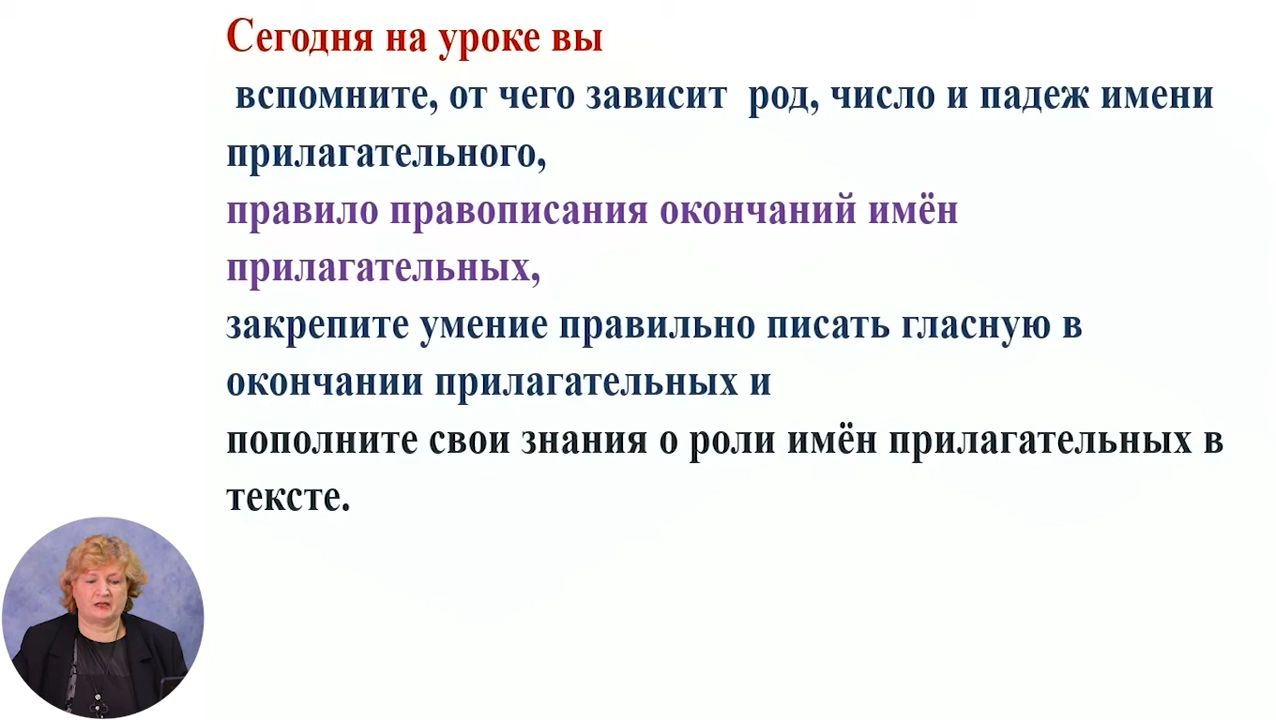 Сегодня на уроке вы
вспомните, от чего зависит род, число и падеж имени
прилагательного,
правило правописания окончаний имён
прилагательных,
закрепите умение правильно писать гласную в
окончании прилагательных и
пополните свои знания о роли имён прилагательных в
тексте.